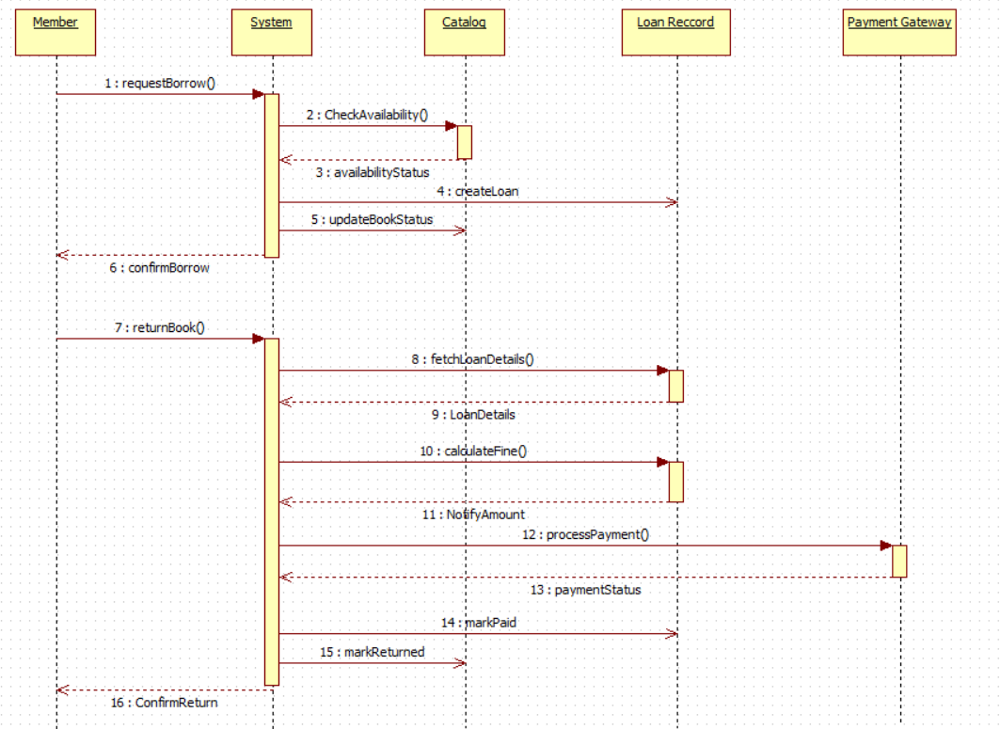 Member
System
Catalog
Loan Reccord
Payment Gateway
1 : requestBorrow()
2 : CheckAvailability()
3 : availabilityStatus
4 : createLoan
5 : updateBookStatus
6 : confirmBorrow
7 : returnBook()
8 : fetchLoanDetails()
9 : LoanDetails
10 : calculateFine()
11 : NotifyAmount
12 : processPayment()
13 : paymentStatus
14 : markPaid
15 : markReturned
16 : ConfirmReturn